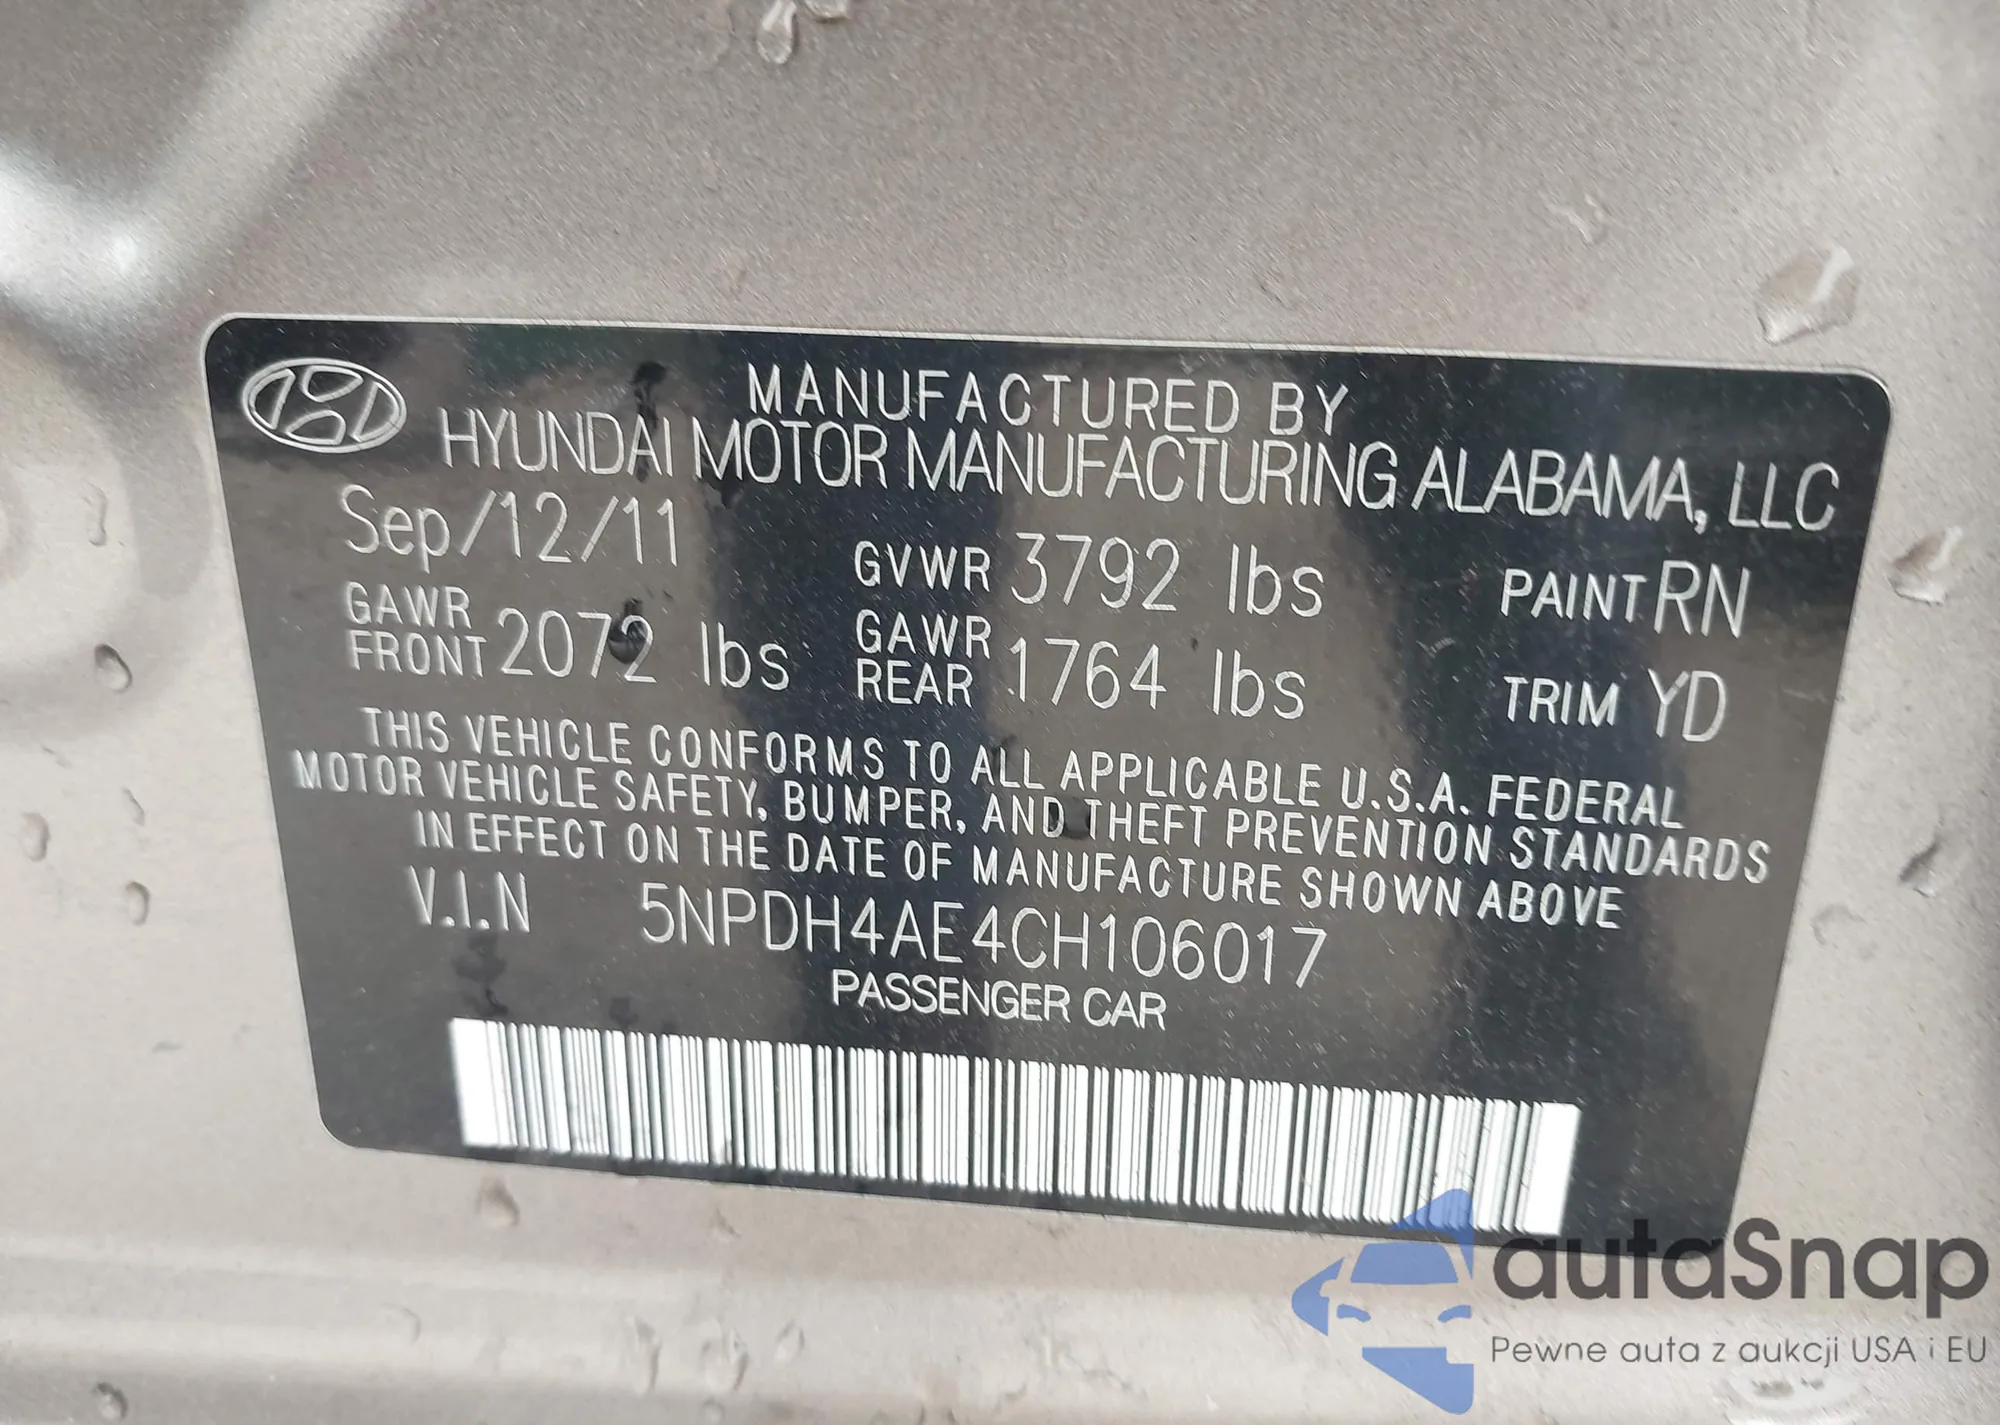 MANUFACTURED BY
HYUNDAI MOTOR MANUFACTURING ALABAMA, LLC
Sep/12/11 GVWR 3792 lbs PAINT RN
GAWR FRONT 2072 lbs GAWR REAR 1764 lbs TRIM YD
THIS VEHICLE CONFORMS TO ALL APPLICABLE U.S.A. FEDERAL
MOTOR VEHICLE SAFETY, BUMPER, AND THEFT PREVENTION STANDARDS
IN EFFECT ON THE DATE OF MANUFACTURE SHOWN ABOVE
V.I.N 5NPDH4AE4CH106017
PASSENGER CAR
autaSnap
Pewne auta z aukcji USA i EU